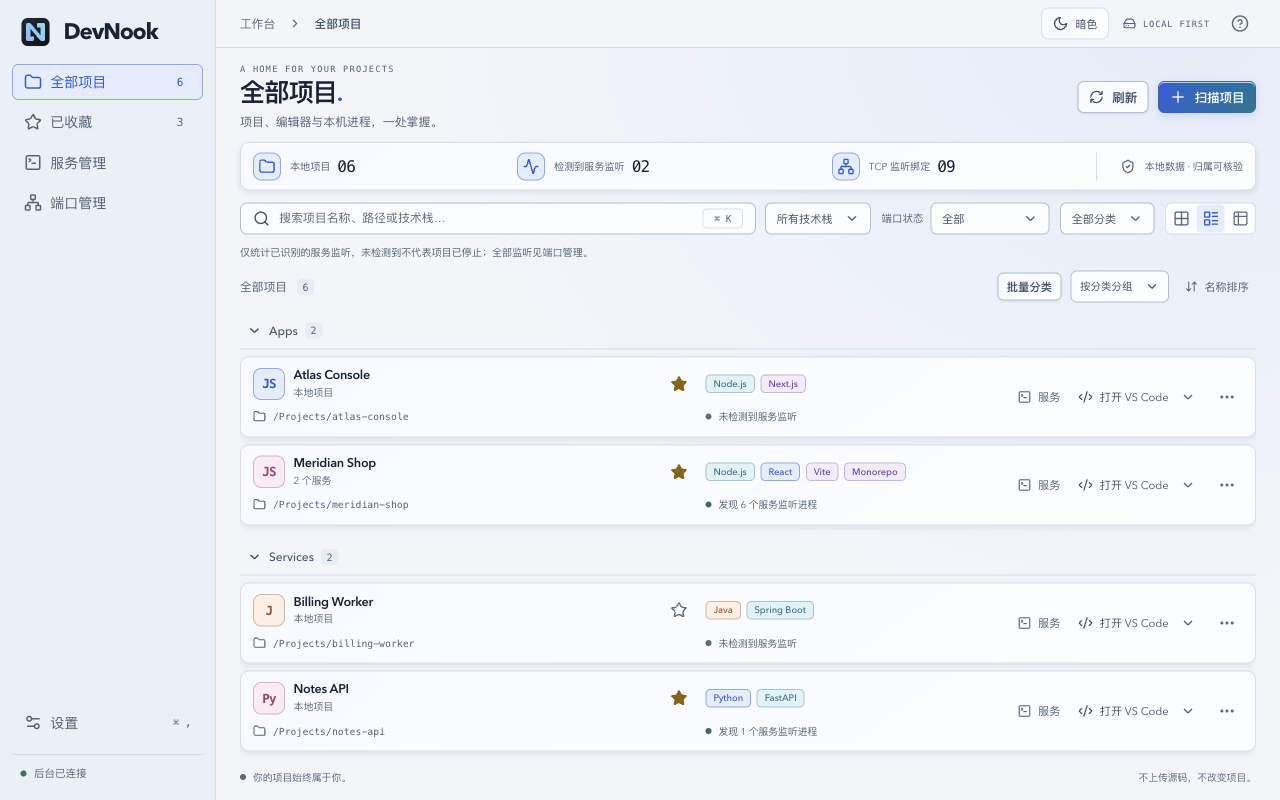 DevNook
全部项目 6
已收藏 3
服务管理
端口管理
设置 ⌘ ,
后台已连接
工作台 全部项目
暗色 LOCAL FIRST
A HOME FOR YOUR PROJECTS
全部项目.
项目、编辑器与本机进程，一处掌握。
刷新 扫描项目
本地项目 06 检测到服务监听 02 TCP 监听绑定 09 本地数据 · 归属可核验
搜索项目名称、路径或技术栈… ⌘ K 所有技术栈 端口状态 全部 全部分类
仅统计已识别的服务监听，未检测到不代表项目已停止；全部监听见端口管理。
全部项目 6 批量分类 按分类分组 名称排序
Apps 2
JS Atlas Console Node.js Next.js
本地项目 服务 打开 VS Code
/Projects/atlas-console 未检测到服务监听
JS Meridian Shop Node.js React Vite Monorepo
2 个服务 服务 打开 VS Code
/Projects/meridian-shop 发现 6 个服务监听进程
Services 2
J Billing Worker Java Spring Boot
本地项目 服务 打开 VS Code
/Projects/billing-worker 未检测到服务监听
Py Notes API Python FastAPI
本地项目 服务 打开 VS Code
/Projects/notes-api 发现 1 个服务监听进程
你的项目始终属于你。 不上传源码，不改变项目。